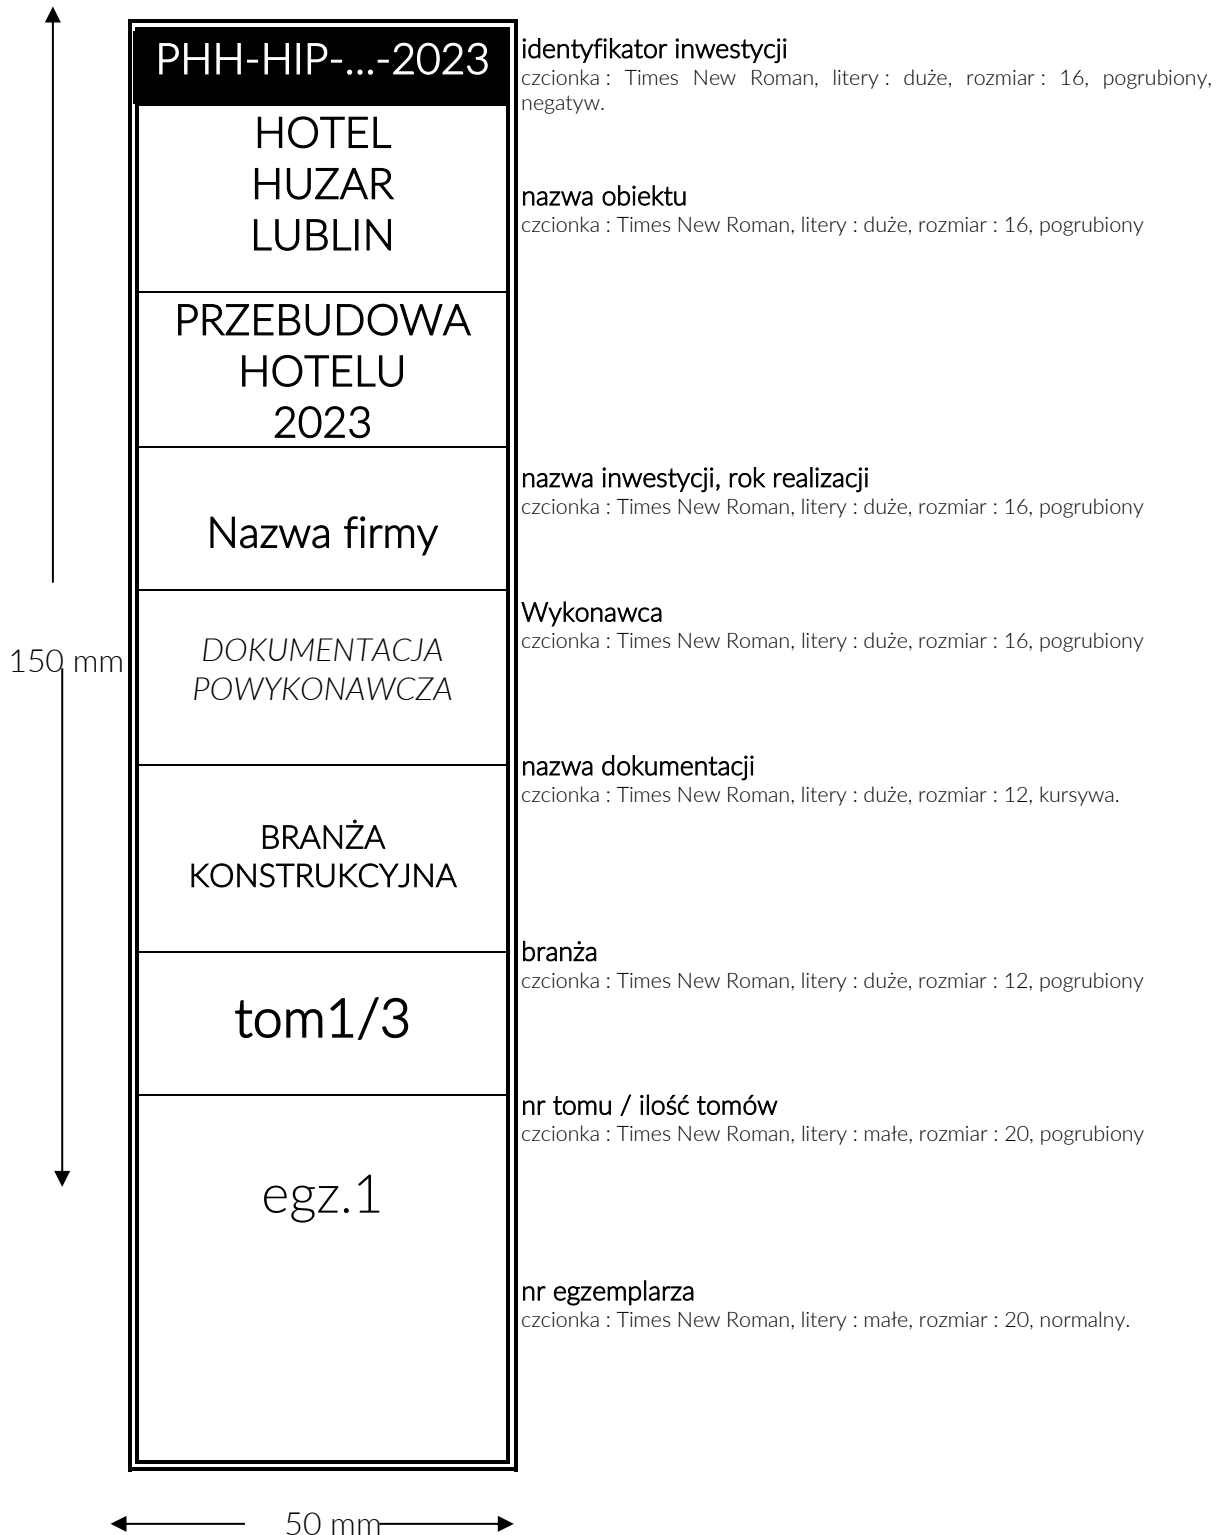 PHH-HIP-...-2023
identyfikator inwestycji
czcionka : Times New Roman, litery : duże, rozmiar : 16, pogrubiony,
negatyw.
HOTEL
HUZAR
LUBLIN
nazwa obiektu
czcionka : Times New Roman, litery : duże, rozmiar : 16, pogrubiony
PRZEBUDOWA
HOTELU
2023
nazwa inwestycji, rok realizacji
czcionka : Times New Roman, litery : duże, rozmiar : 16, pogrubiony
Nazwa firmy
Wykonawca
czcionka : Times New Roman, litery : duże, rozmiar : 16, pogrubiony
150 mm
DOKUMENTACJA
POWYKONAWCZA
nazwa dokumentacji
czcionka : Times New Roman, litery : duże, rozmiar : 12, kursywa.
BRANŻA
KONSTRUKCYJNA
branża
czcionka : Times New Roman, litery : duże, rozmiar : 12, pogrubiony
tom1/3
nr tomu / ilość tomów
czcionka : Times New Roman, litery : małe, rozmiar : 20, pogrubiony
egz.1
nr egzemplarza
czcionka : Times New Roman, litery : małe, rozmiar : 20, normalny.
50 mm